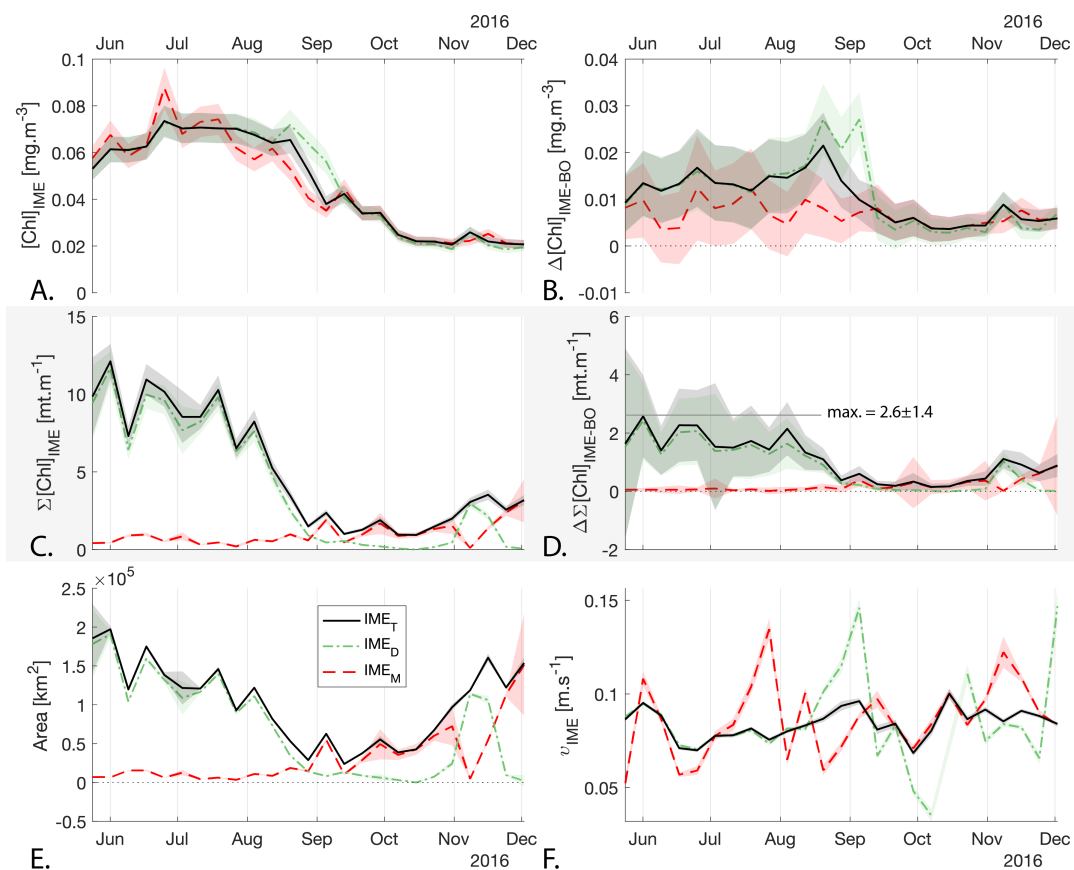 2016
Jun Jul Aug Sep Oct Nov Dec
0.1
0.08
0.06
0.04
0.02
0
[Chl]IME [mg.m-3]
A.
2016
Jun Jul Aug Sep Oct Nov Dec
0.04
0.03
0.02
0.01
0
-0.01
Δ[Chl]IME-BO [mg.m-3]
B.
15
10
5
0
Σ[Chl]IME [mt.m-1]
C.
6
4
2
0
-2
ΔΣ[Chl]IME-BO [mt.m-1]
max. = 2.6±1.4
D.
×10^5
2.5
2
1.5
1
0.5
0
-0.5
Area [km2]
IMET
IMED
IMEM
Jun Jul Aug Sep Oct Nov Dec
2016
E.
0.15
0.1
0.05
vIME [m.s-1]
Jun Jul Aug Sep Oct Nov Dec
2016
F.